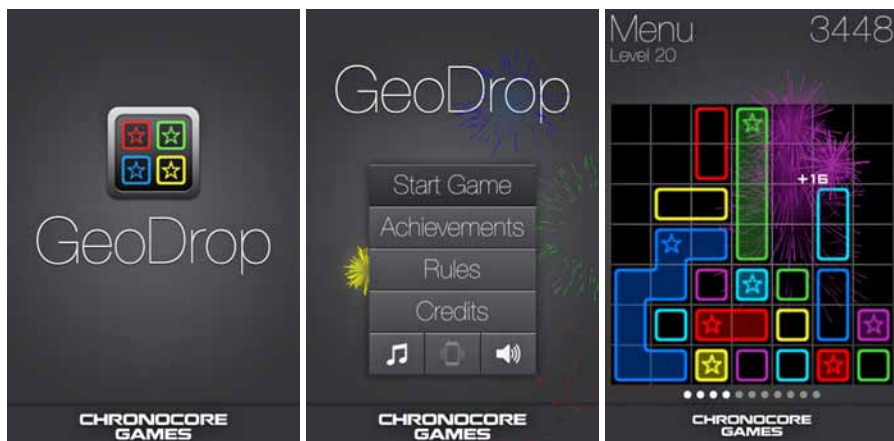 GeoDrop
CHRONOCORE
GAMES
GeoDrop
Start Game
Achievements
Rules
Credits
CHRONOCORE
GAMES
Menu 3448
Level 20
+16
CHRONOCORE
GAMES